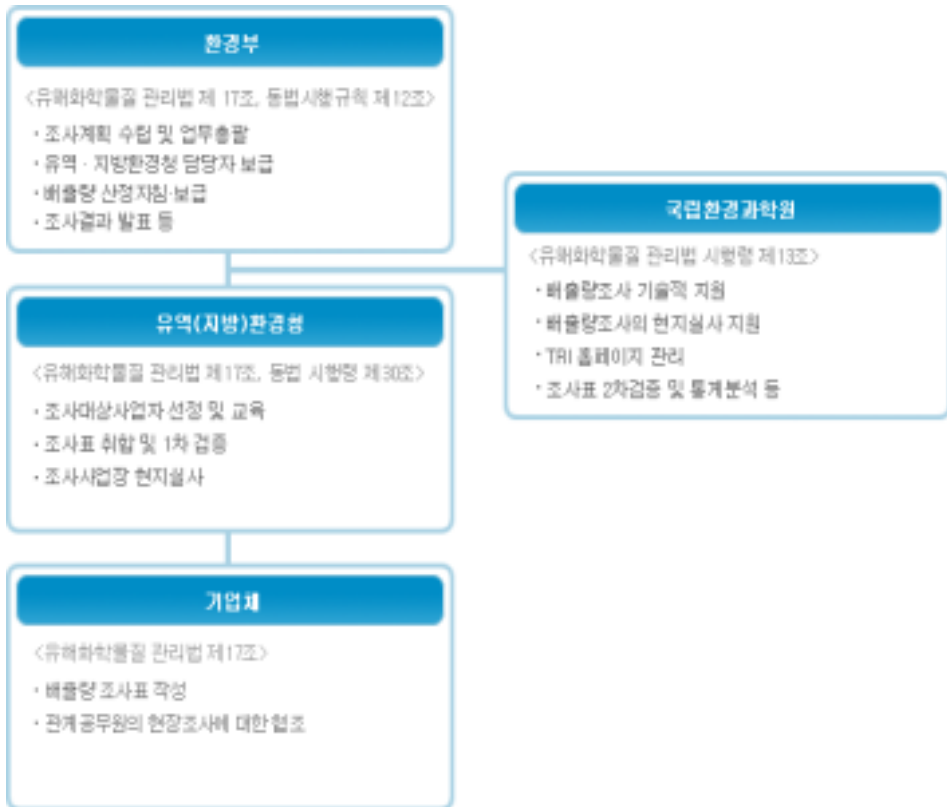 환경부
<유해화학물질 관리법 제 17조, 동법시행규칙 제12조>
· 조사계획 수립 및 업무총괄
· 유역 · 지방환경청 담당자 보급
· 배출량 산정지침·보급
· 조사결과 발표 등
국립환경과학원
<유해화학물질 관리법 시행령 제13조>
· 배출량조사 기술적 지원
· 배출량조사의 현지실사 지원
· TRI 홈페이지 관리
· 조사표 2차검증 및 통계분석 등
유역(지방)환경청
<유해화학물질 관리법 제17조, 동법 시행령 제30조>
· 조사대상사업자 선정 및 교육
· 조사표 취합 및 1차 검증
· 조사사업장 현지실사
기업체
<유해화학물질 관리법 제17조>
· 배출량 조사표 작성
· 관계공무원의 현장조사에 대한 협조